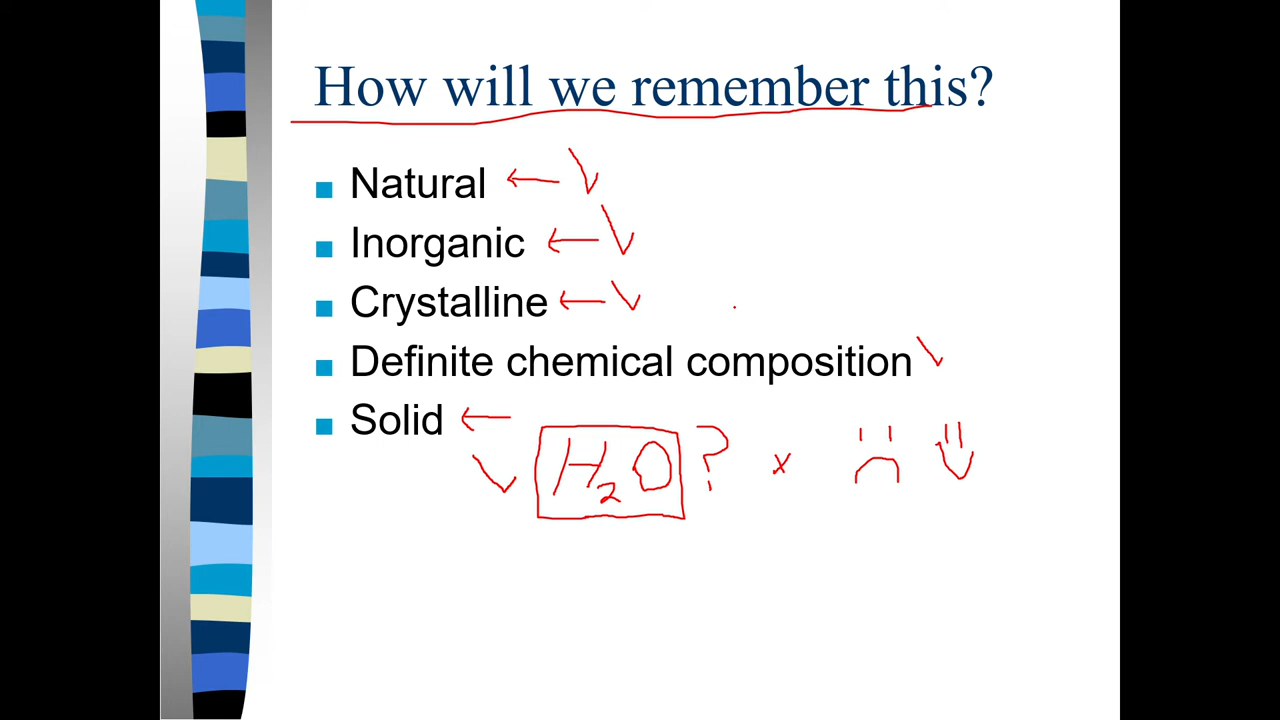 How will we remember this?
Natural
Inorganic
Crystalline
Definite chemical composition
Solid
H₂O ?